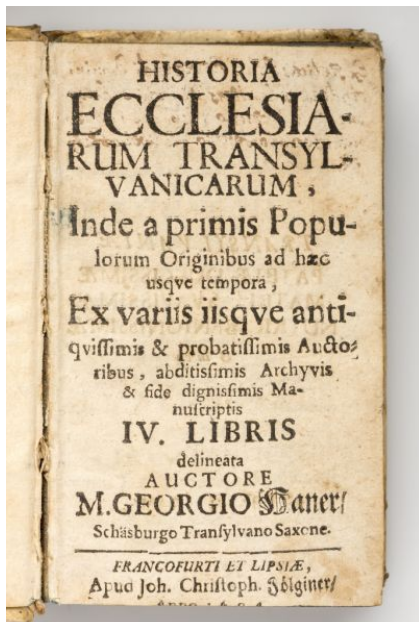 HISTORIA
ECCLESIA-
RUM TRANSYL-
VANICARUM,
Inde a primis Popu-
lorum Originibus ad hæc
usqve tempora,
Ex variis iisqve anti-
qvissimis & probatissimis Aucto-
ribus, abditissimis Archyvis
& fide dignissimis Ma-
nuscriptis
IV. LIBRIS
delineata
AUCTORE
M. GEORGIO Haner/
Schäsburgo Transylvano Saxone.
FRANCOFURTI ET LIPSIÆ,
Apud Joh. Christoph. Fölginer/